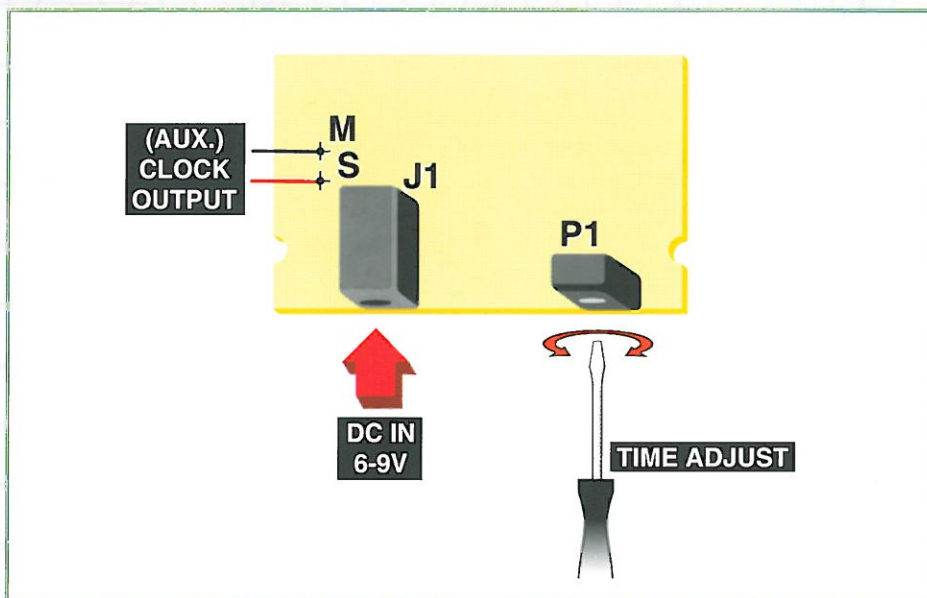 (AUX.)
CLOCK
OUTPUT
M
S
J1
P1
DC IN
6-9V
TIME ADJUST